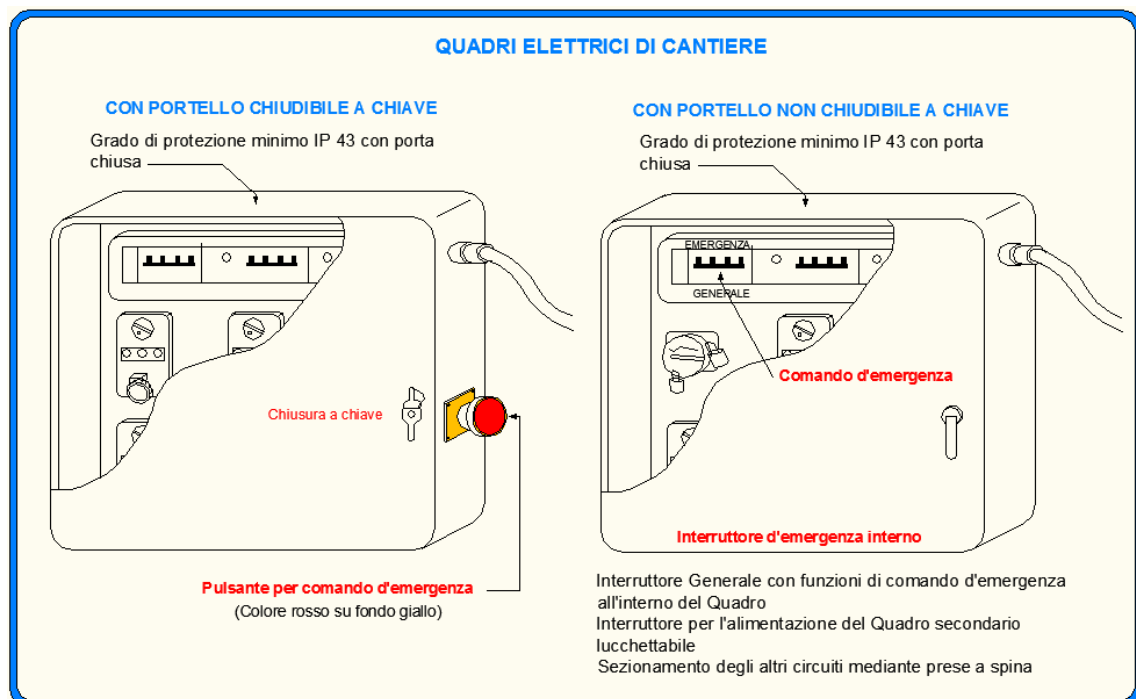 QUADRI ELETTRICI DI CANTIERE
CON PORTELLO CHIUDIBILE A CHIAVE
Grado di protezione minimo IP 43 con porta
chiusa
Chiusura a chiave
Pulsante per comando d'emergenza
(Colore rosso su fondo giallo)
CON PORTELLO NON CHIUDIBILE A CHIAVE
Grado di protezione minimo IP 43 con porta
chiusa
EMERGENZA
GENERALE
Comando d'emergenza
Interruttore d'emergenza interno
Interruttore Generale con funzioni di comando d'emergenza
all'interno del Quadro
Interruttore per l'alimentazione del Quadro secondario
lucchettabile
Sezionamento degli altri circuiti mediante prese a spina